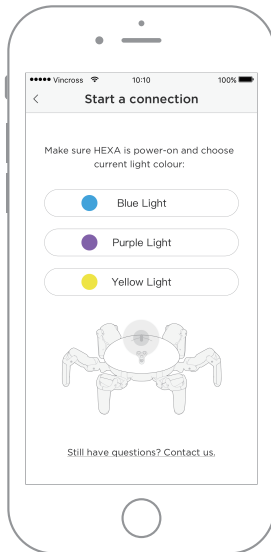 Vincross 10:10 100%
Start a connection
Make sure HEXA is power-on and choose
current light colour:
Blue Light
Purple Light
Yellow Light
Still have questions? Contact us.